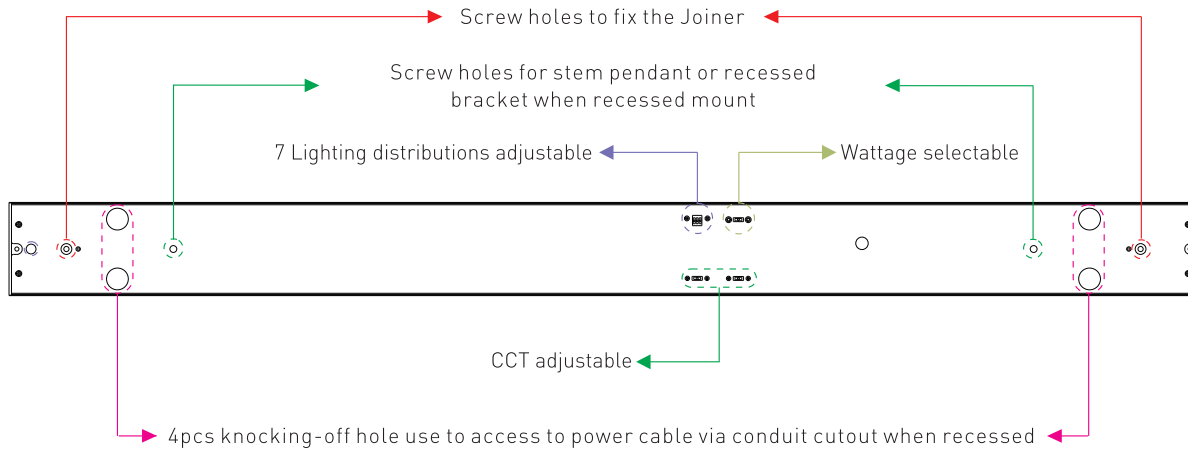 Screw holes to fix the Joiner
Screw holes for stem pendant or recessed
bracket when recessed mount
7 Lighting distributions adjustable
Wattage selectable
CCT adjustable
4pcs knocking-off hole use to access to power cable via conduit cutout when recessed